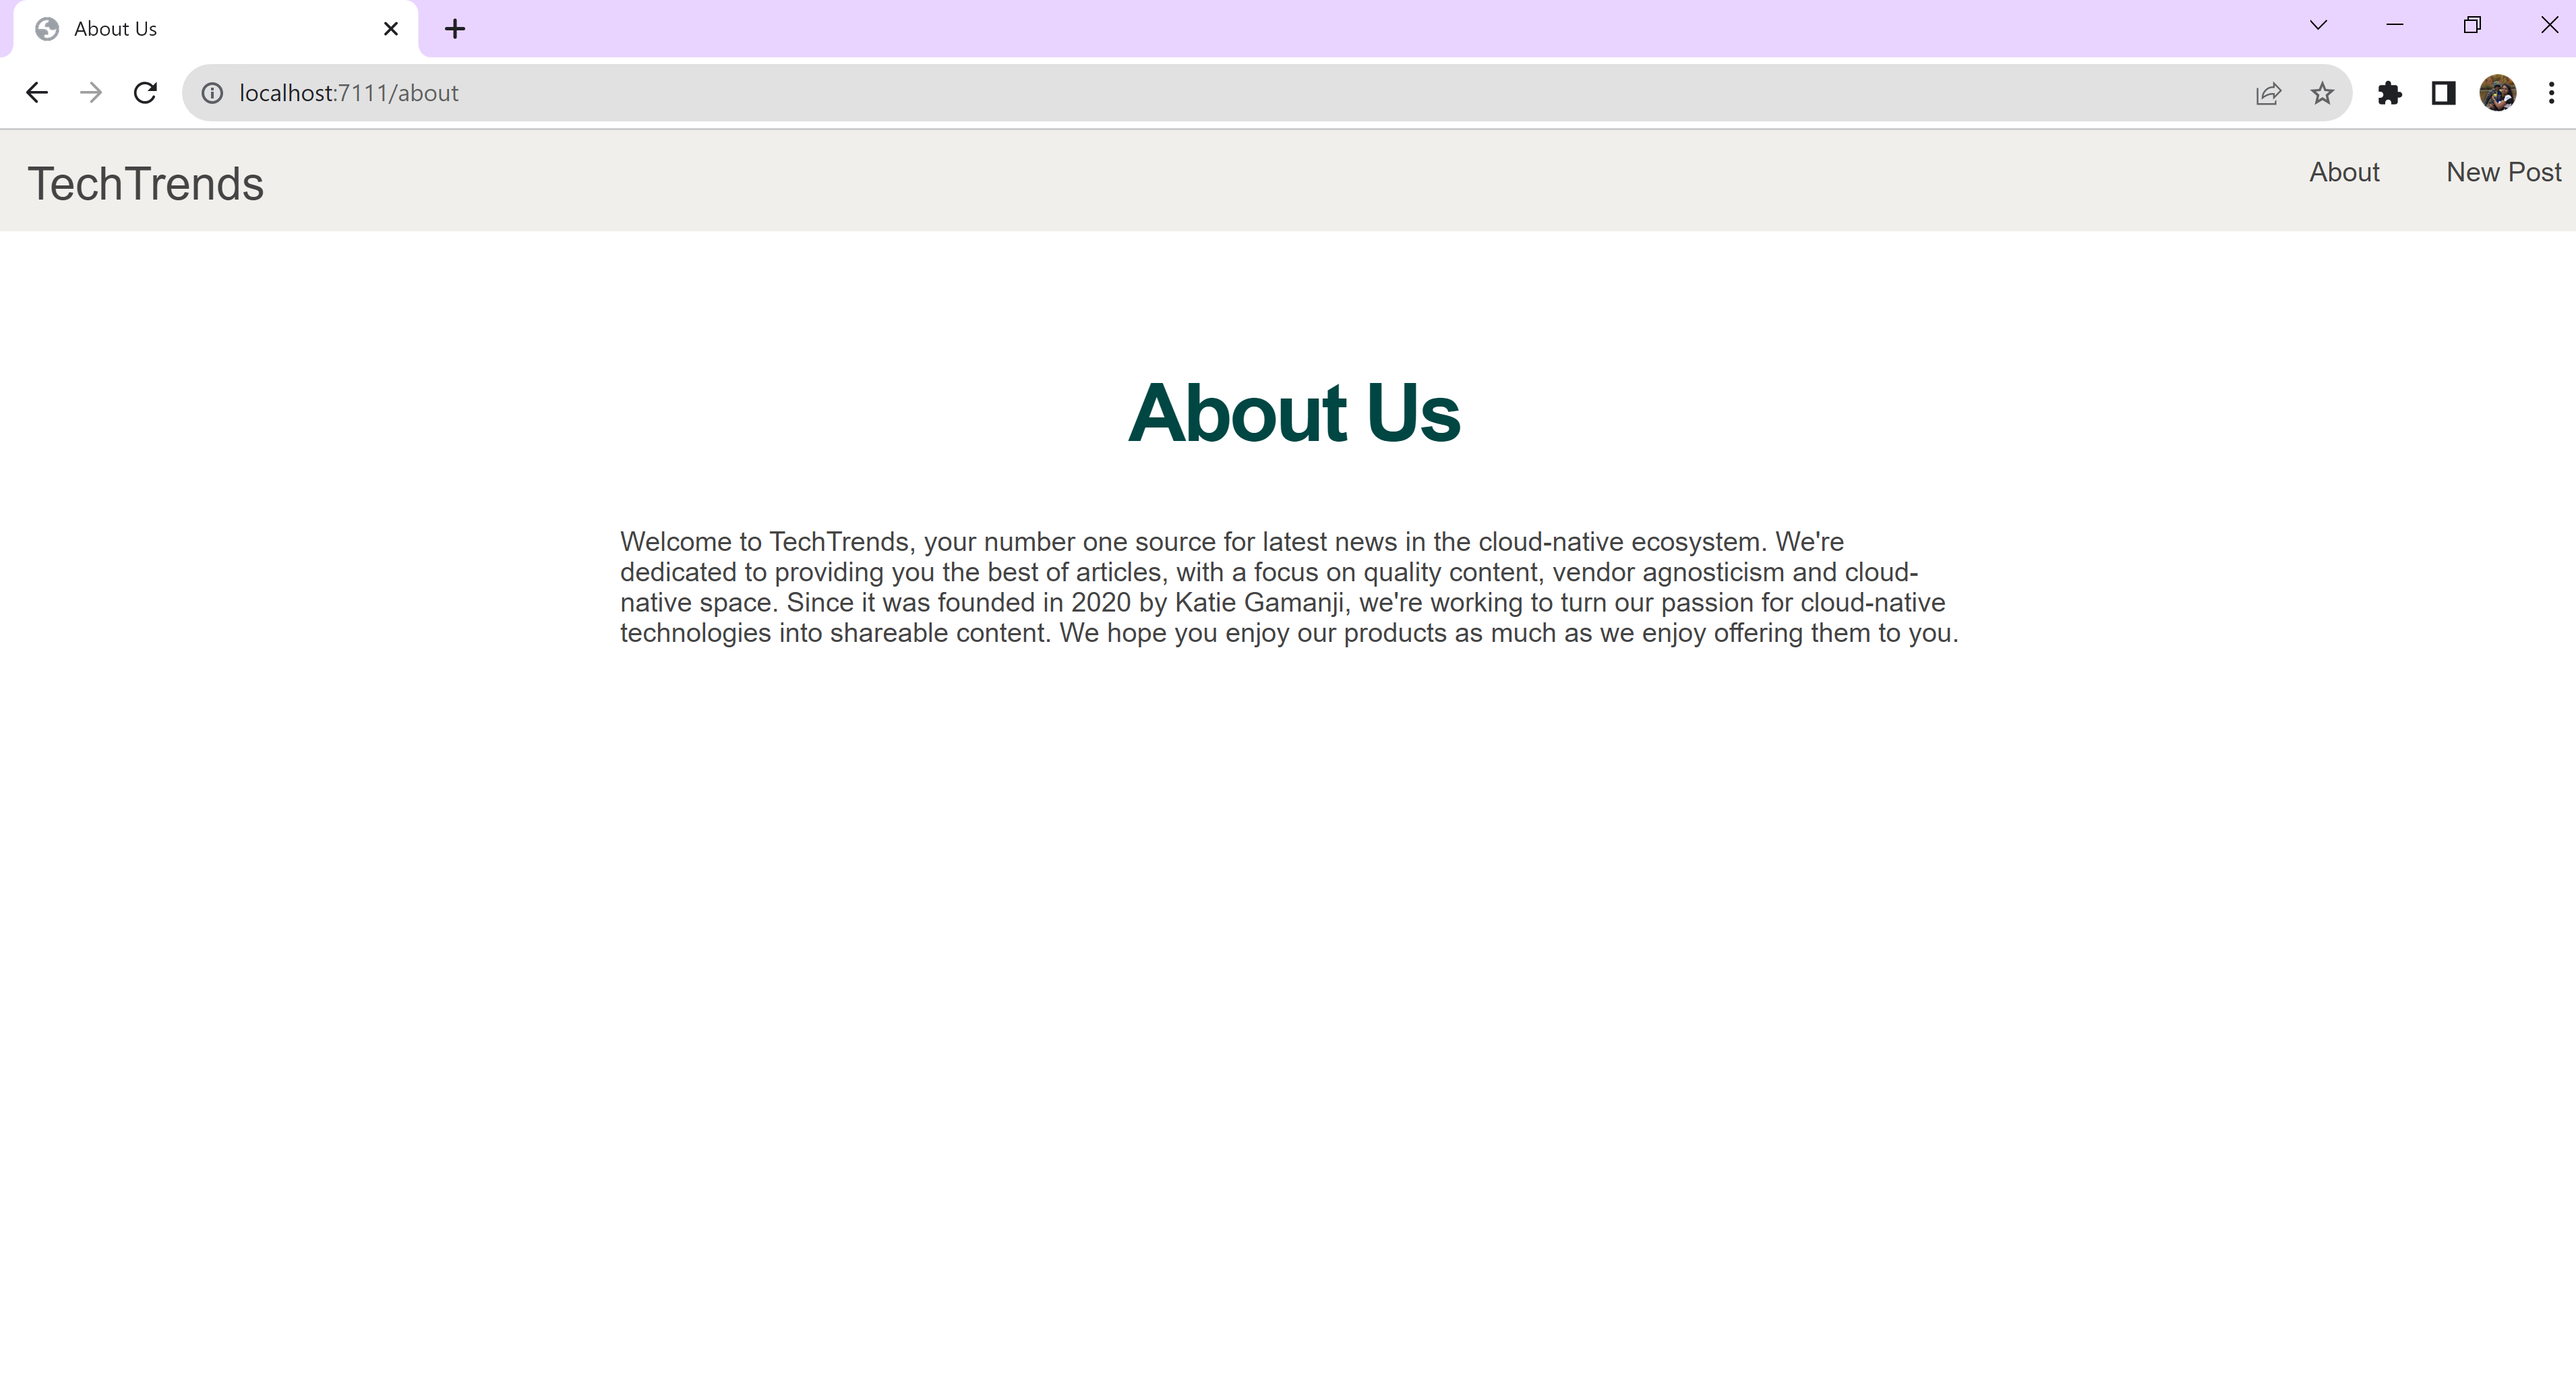 About Us
localhost:7111/about
TechTrends
About
New Post
About Us
Welcome to TechTrends, your number one source for latest news in the cloud-native ecosystem. We're
dedicated to providing you the best of articles, with a focus on quality content, vendor agnosticism and cloud-
native space. Since it was founded in 2020 by Katie Gamanji, we're working to turn our passion for cloud-native
technologies into shareable content. We hope you enjoy our products as much as we enjoy offering them to you.